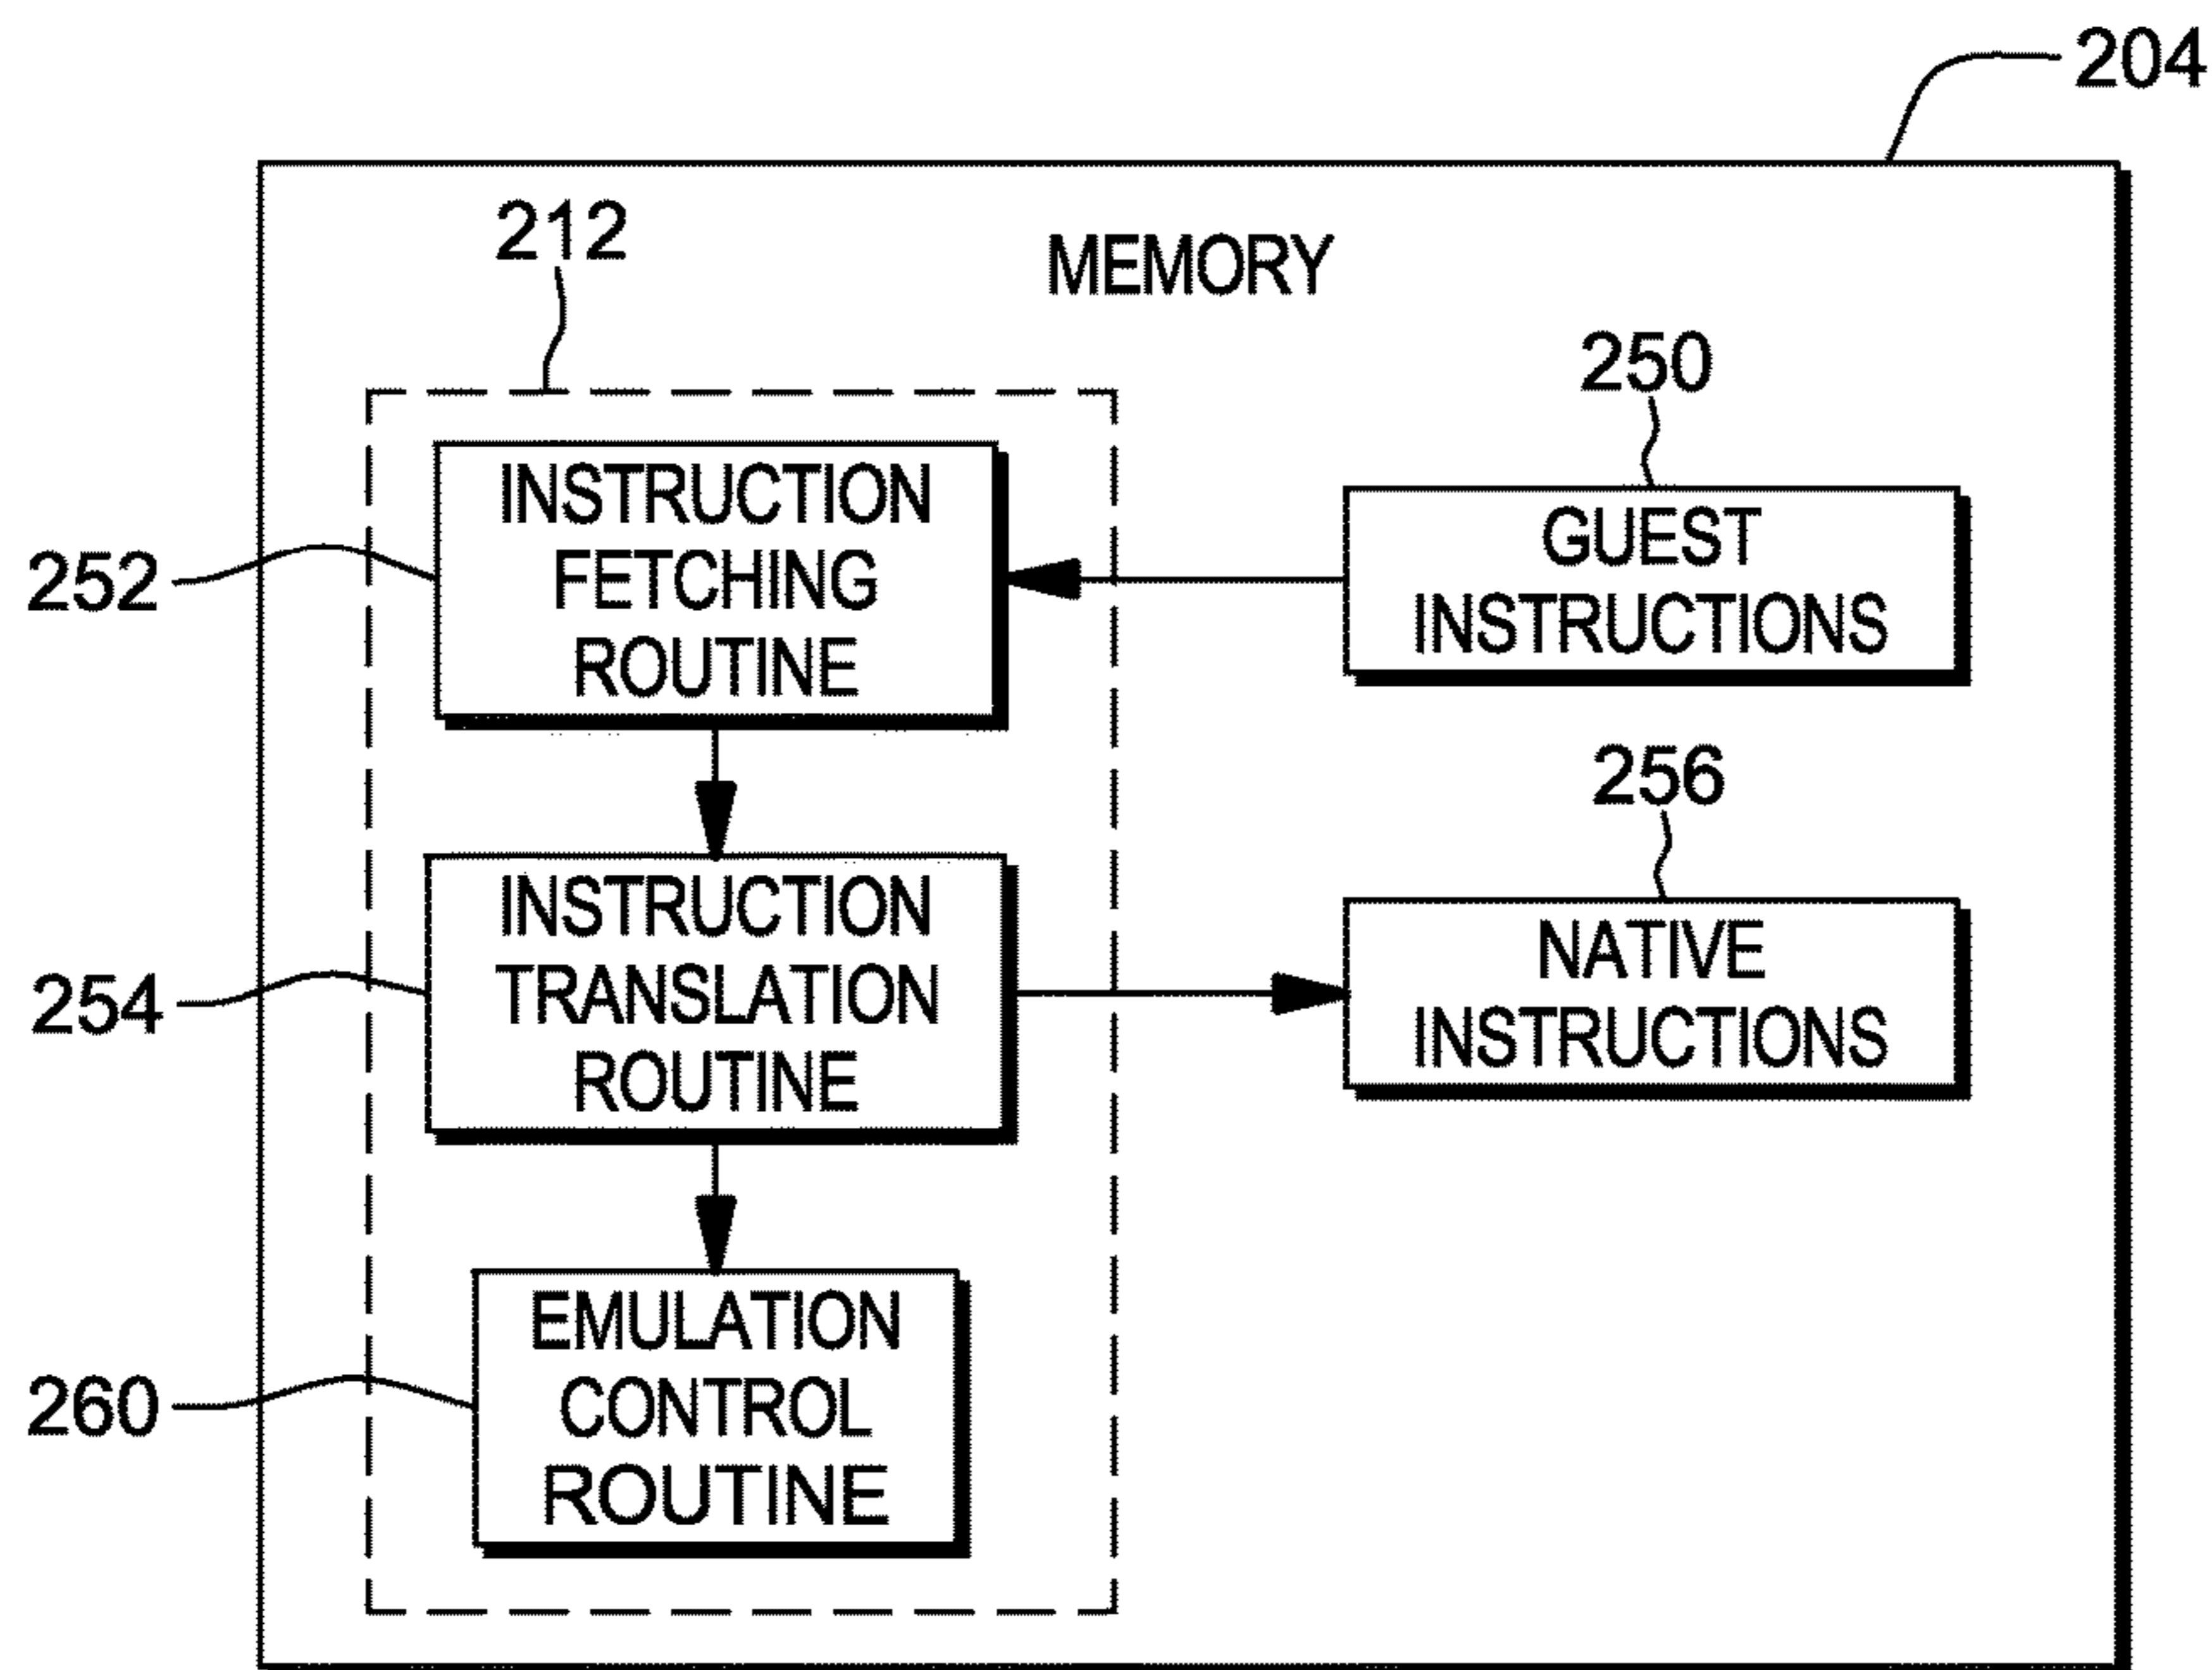 204
212
MEMORY
250
INSTRUCTION
FETCHING
ROUTINE
GUEST
INSTRUCTIONS
252
256
INSTRUCTION
TRANSLATION
ROUTINE
NATIVE
INSTRUCTIONS
254
EMULATION
CONTROL
ROUTINE
260